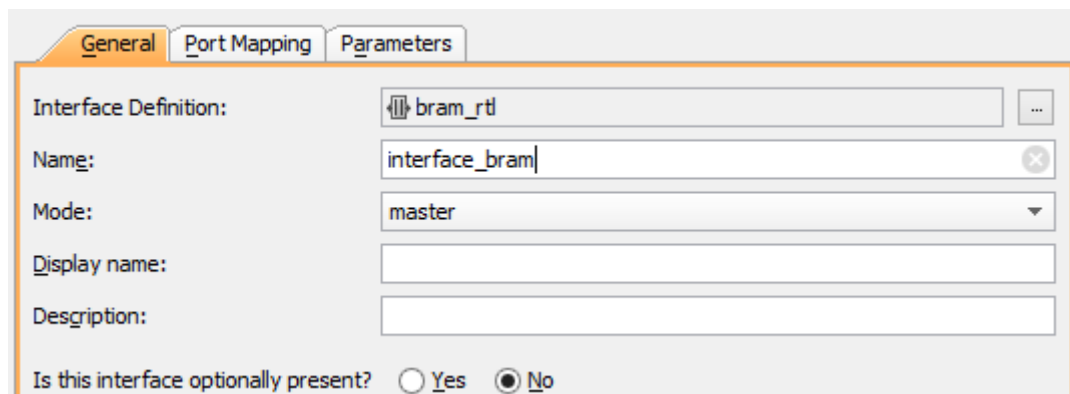 General Port Mapping Parameters
Interface Definition: bram_rtl ...
Name: interface_bram
Mode: master
Display name:
Description:
Is this interface optionally present? Yes No